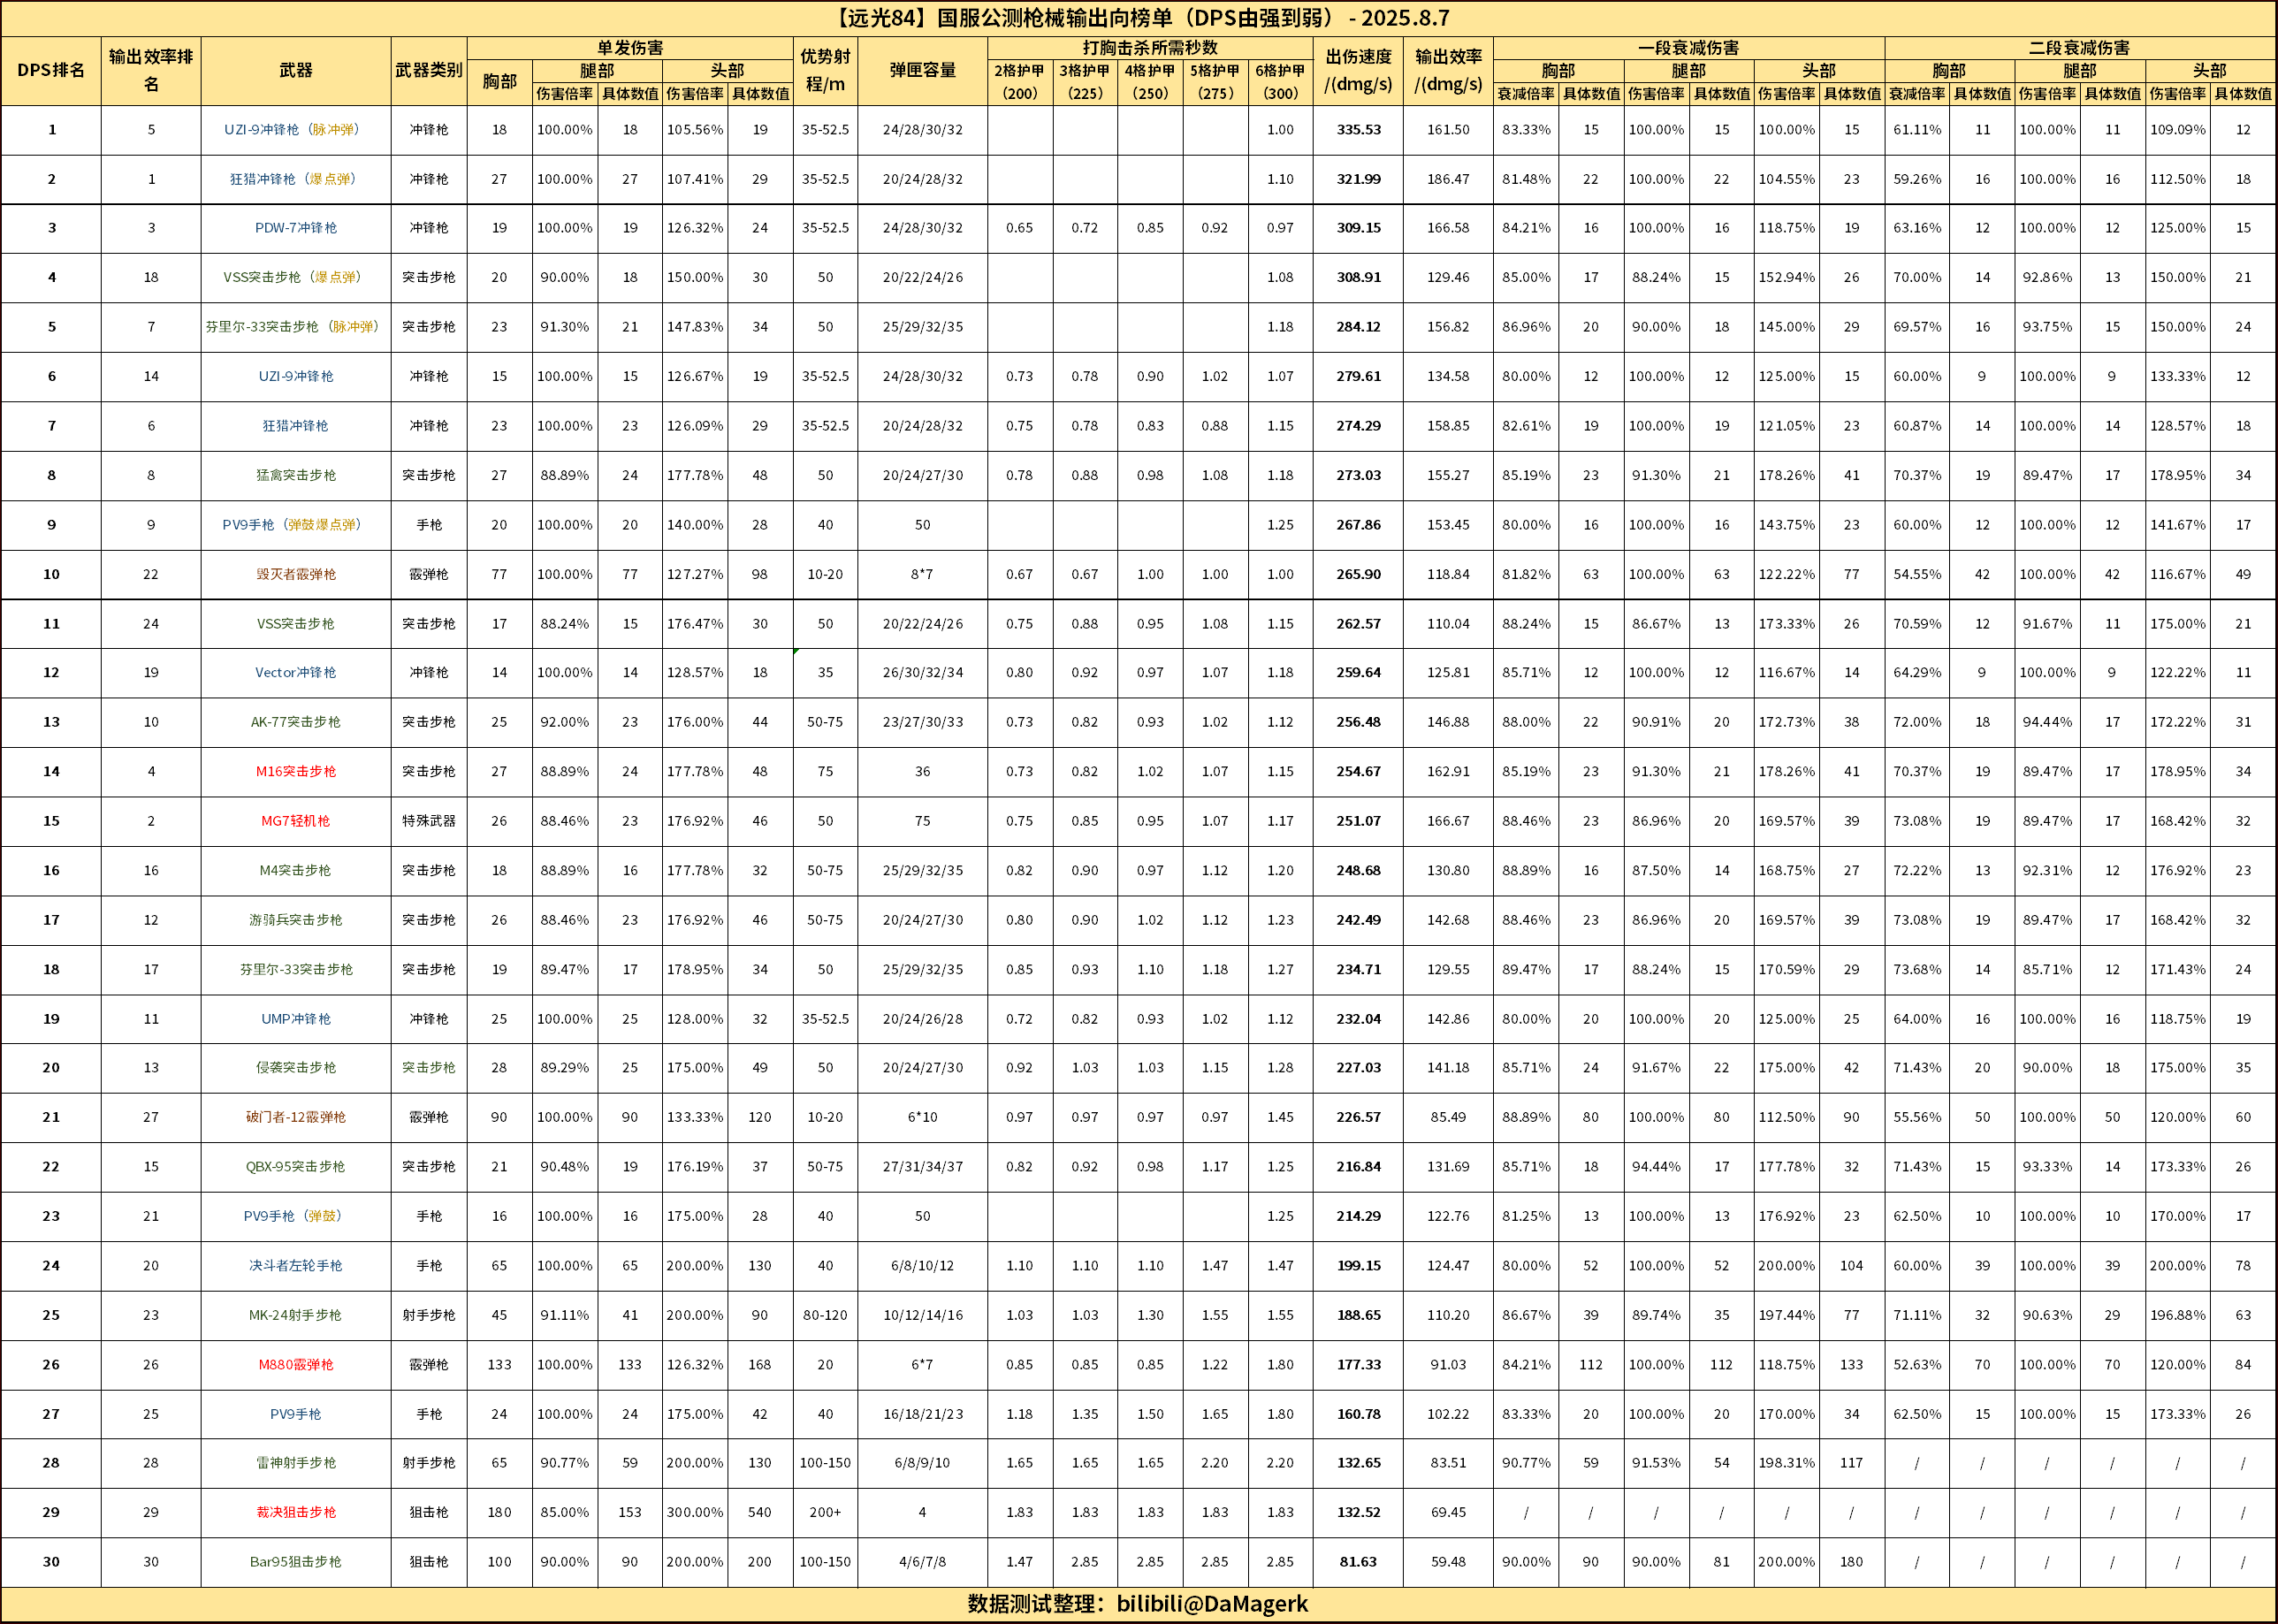 【远光84】国服公测枪械输出向榜单（DPS由强到弱） - 2025.8.7
DPS排名 输出效率排名 武器 武器类别 单发伤害 优势射程/m 弹匣容量 打胸击杀所需秒数 出伤速度/(dmg/s) 输出效率/(dmg/s) 一段衰减伤害 二段衰减伤害
胸部 腿部 头部 2格护甲（200） 3格护甲（225） 4格护甲（250） 5格护甲（275） 6格护甲（300） 胸部 腿部 头部 胸部 腿部 头部
伤害倍率 具体数值 伤害倍率 具体数值 衰减倍率 具体数值 伤害倍率 具体数值 伤害倍率 具体数值 衰减倍率 具体数值 伤害倍率 具体数值 伤害倍率 具体数值
1 5 UZI-9冲锋枪（脉冲弹） 冲锋枪 18 100.00% 18 105.56% 19 35-52.5 24/28/30/32 1.00 335.53 161.50 83.33% 15 100.00% 15 100.00% 15 61.11% 11 100.00% 11 109.09% 12
2 1 狂猎冲锋枪（爆点弹） 冲锋枪 27 100.00% 27 107.41% 29 35-52.5 20/24/28/32 1.10 321.99 186.47 81.48% 22 100.00% 22 104.55% 23 59.26% 16 100.00% 16 112.50% 18
3 3 PDW-7冲锋枪 冲锋枪 19 100.00% 19 126.32% 24 35-52.5 24/28/30/32 0.65 0.72 0.85 0.92 0.97 309.15 166.58 84.21% 16 100.00% 16 118.75% 19 63.16% 12 100.00% 12 125.00% 15
4 18 VSS突击步枪（爆点弹） 突击步枪 20 90.00% 18 150.00% 30 50 20/22/24/26 1.08 308.91 129.46 85.00% 17 88.24% 15 152.94% 26 70.00% 14 92.86% 13 150.00% 21
5 7 芬里尔-33突击步枪（脉冲弹） 突击步枪 23 91.30% 21 147.83% 34 50 25/29/32/35 1.18 284.12 156.82 86.96% 20 90.00% 18 145.00% 29 69.57% 16 93.75% 15 150.00% 24
6 14 UZI-9冲锋枪 冲锋枪 15 100.00% 15 126.67% 19 35-52.5 24/28/30/32 0.73 0.78 0.90 1.02 1.07 279.61 134.58 80.00% 12 100.00% 12 125.00% 15 60.00% 9 100.00% 9 133.33% 12
7 6 狂猎冲锋枪 冲锋枪 23 100.00% 23 126.09% 29 35-52.5 20/24/28/32 0.75 0.78 0.83 0.88 1.15 274.29 158.85 82.61% 19 100.00% 19 121.05% 23 60.87% 14 100.00% 14 128.57% 18
8 8 猛禽突击步枪 突击步枪 27 88.89% 24 177.78% 48 50 20/24/27/30 0.78 0.88 0.98 1.08 1.18 273.03 155.27 85.19% 23 91.30% 21 178.26% 41 70.37% 19 89.47% 17 178.95% 34
9 9 PV9手枪（弹鼓爆点弹） 手枪 20 100.00% 20 140.00% 28 40 50 1.25 267.86 153.45 80.00% 16 100.00% 16 143.75% 23 60.00% 12 100.00% 12 141.67% 17
10 22 毁灭者霰弹枪 霰弹枪 77 100.00% 77 127.27% 98 10-20 8*7 0.67 0.67 1.00 1.00 1.00 265.90 118.84 81.82% 63 100.00% 63 122.22% 77 54.55% 42 100.00% 42 116.67% 49
11 24 VSS突击步枪 突击步枪 17 88.24% 15 176.47% 30 50 20/22/24/26 0.75 0.88 0.95 1.08 1.15 262.57 110.04 88.24% 15 86.67% 13 173.33% 26 70.59% 12 91.67% 11 175.00% 21
12 19 Vector冲锋枪 冲锋枪 14 100.00% 14 128.57% 18 35 26/30/32/34 0.80 0.92 0.97 1.07 1.18 259.64 125.81 85.71% 12 100.00% 12 116.67% 14 64.29% 9 100.00% 9 122.22% 11
13 10 AK-77突击步枪 突击步枪 25 92.00% 23 176.00% 44 50-75 23/27/30/33 0.73 0.82 0.93 1.02 1.12 256.48 146.88 88.00% 22 90.91% 20 172.73% 38 72.00% 18 94.44% 17 172.22% 31
14 4 M16突击步枪 突击步枪 27 88.89% 24 177.78% 48 75 36 0.73 0.82 1.02 1.07 1.15 254.67 162.91 85.19% 23 91.30% 21 178.26% 41 70.37% 19 89.47% 17 178.95% 34
15 2 MG7轻机枪 特殊武器 26 88.46% 23 176.92% 46 50 75 0.75 0.85 0.95 1.07 1.17 251.07 166.67 88.46% 23 86.96% 20 169.57% 39 73.08% 19 89.47% 17 168.42% 32
16 16 M4突击步枪 突击步枪 18 88.89% 16 177.78% 32 50-75 25/29/32/35 0.82 0.90 0.97 1.12 1.20 248.68 130.80 88.89% 16 87.50% 14 168.75% 27 72.22% 13 92.31% 12 176.92% 23
17 12 游骑兵突击步枪 突击步枪 26 88.46% 23 176.92% 46 50-75 20/24/27/30 0.80 0.90 1.02 1.12 1.23 242.49 142.68 88.46% 23 86.96% 20 169.57% 39 73.08% 19 89.47% 17 168.42% 32
18 17 芬里尔-33突击步枪 突击步枪 19 89.47% 17 178.95% 34 50 25/29/32/35 0.85 0.93 1.10 1.18 1.27 234.71 129.55 89.47% 17 88.24% 15 170.59% 29 73.68% 14 85.71% 12 171.43% 24
19 11 UMP冲锋枪 冲锋枪 25 100.00% 25 128.00% 32 35-52.5 20/24/26/28 0.72 0.82 0.93 1.02 1.12 232.04 142.86 80.00% 20 100.00% 20 125.00% 25 64.00% 16 100.00% 16 118.75% 19
20 13 侵袭突击步枪 突击步枪 28 89.29% 25 175.00% 49 50 20/24/27/30 0.92 1.03 1.03 1.15 1.28 227.03 141.18 85.71% 24 91.67% 22 175.00% 42 71.43% 20 90.00% 18 175.00% 35
21 27 破门者-12霰弹枪 霰弹枪 90 100.00% 90 133.33% 120 10-20 6*10 0.97 0.97 0.97 0.97 1.45 226.57 85.49 88.89% 80 100.00% 80 112.50% 90 55.56% 50 100.00% 50 120.00% 60
22 15 QBX-95突击步枪 突击步枪 21 90.48% 19 176.19% 37 50-75 27/31/34/37 0.82 0.92 0.98 1.17 1.25 216.84 131.69 85.71% 18 94.44% 17 177.78% 32 71.43% 15 93.33% 14 173.33% 26
23 21 PV9手枪（弹鼓） 手枪 16 100.00% 16 175.00% 28 40 50 1.25 214.29 122.76 81.25% 13 100.00% 13 176.92% 23 62.50% 10 100.00% 10 170.00% 17
24 20 决斗者左轮手枪 手枪 65 100.00% 65 200.00% 130 40 6/8/10/12 1.10 1.10 1.10 1.47 1.47 199.15 124.47 80.00% 52 100.00% 52 200.00% 104 60.00% 39 100.00% 39 200.00% 78
25 23 MK-24射手步枪 射手步枪 45 91.11% 41 200.00% 90 80-120 10/12/14/16 1.03 1.03 1.30 1.55 1.55 188.65 110.20 86.67% 39 89.74% 35 197.44% 77 71.11% 32 90.63% 29 196.88% 63
26 26 M880霰弹枪 霰弹枪 133 100.00% 133 126.32% 168 20 6*7 0.85 0.85 0.85 1.22 1.80 177.33 91.03 84.21% 112 100.00% 112 118.75% 133 52.63% 70 100.00% 70 120.00% 84
27 25 PV9手枪 手枪 24 100.00% 24 175.00% 42 40 16/18/21/23 1.18 1.35 1.50 1.65 1.80 160.78 102.22 83.33% 20 100.00% 20 170.00% 34 62.50% 15 100.00% 15 173.33% 26
28 28 雷神射手步枪 射手步枪 65 90.77% 59 200.00% 130 100-150 6/8/9/10 1.65 1.65 1.65 2.20 2.20 132.65 83.51 90.77% 59 91.53% 54 198.31% 117 / / / / / /
29 29 裁决狙击步枪 狙击枪 180 85.00% 153 300.00% 540 200+ 4 1.83 1.83 1.83 1.83 1.83 132.52 69.45 / / / / / / / / / / / /
30 30 Bar95狙击步枪 狙击枪 100 90.00% 90 200.00% 200 100-150 4/6/7/8 1.47 2.85 2.85 2.85 2.85 81.63 59.48 90.00% 90 90.00% 81 200.00% 180 / / / / / /
数据测试整理：bilibili@DaMagerk